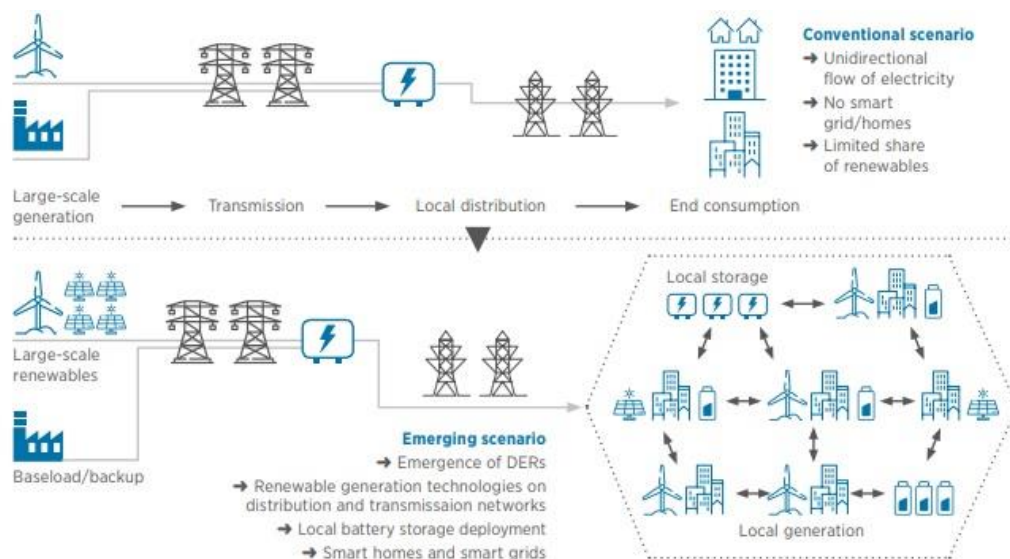 Conventional scenario
➔ Unidirectional
flow of electricity
➔ No smart
grid/homes
➔ Limited share
of renewables
Large-scale
generation
Transmission
Local distribution
End consumption
Local storage
Large-scale
renewables
Baseload/backup
Emerging scenario
➔ Emergence of DERs
➔ Renewable generation technologies on
distribution and transmissaion networks
➔ Local battery storage deployment
➔ Smart homes and smart grids
Local generation